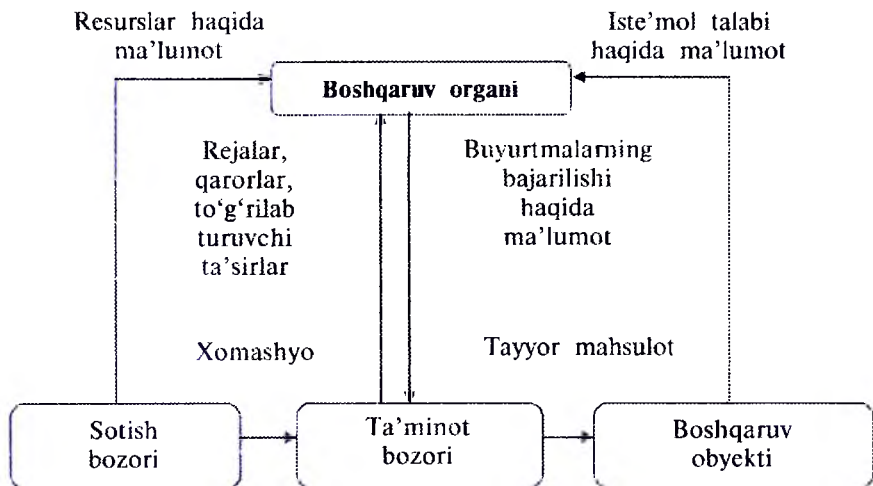 Resurslar haqida
ma’lumot
Iste’mol talabi
haqida ma’lumot
Boshqaruv organi
Rejalar,
qarorlar,
to‘g‘rilab
turuvchi
ta’sirlar
Buyurtmalarning
bajarilishi
haqida
ma’lumot
Xomashyo
Tayyor mahsulot
Sotish
bozori
Ta’minot
bozori
Boshqaruv
obyekti